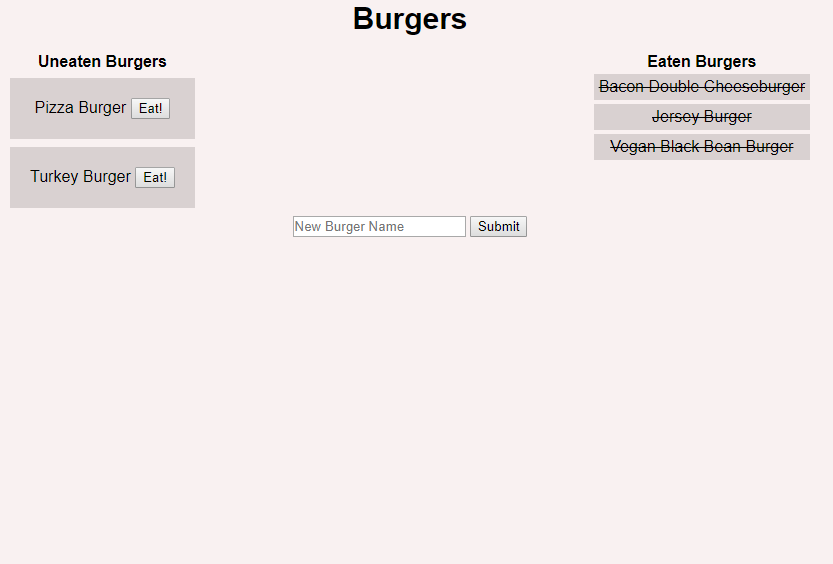 Burgers
Uneaten Burgers
Pizza Burger Eat!
Turkey Burger Eat!
Eaten Burgers
Bacon Double Cheeseburger
Jersey Burger
Vegan Black Bean Burger
New Burger Name Submit